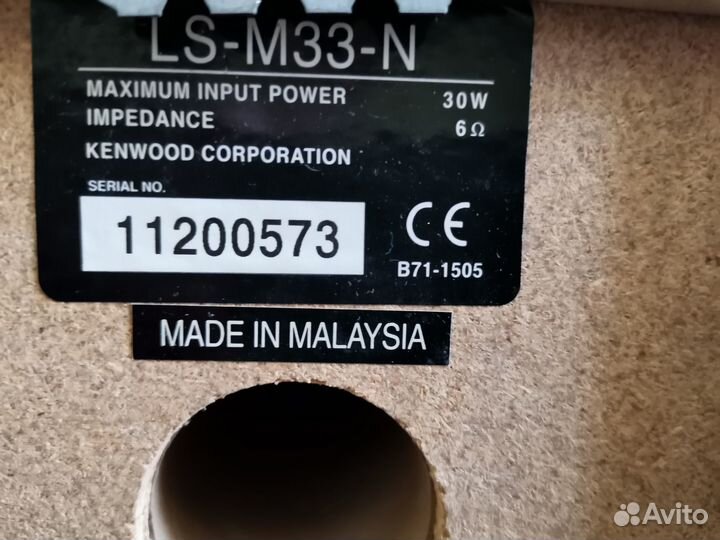 LS-M33-N
MAXIMUM INPUT POWER 30W
IMPEDANCE 6Ω
KENWOOD CORPORATION
SERIAL NO.
11200573
CE
B71-1505
MADE IN MALAYSIA
Avito